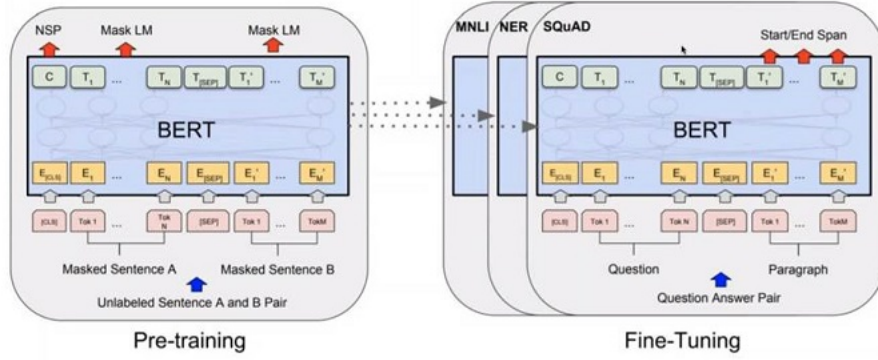 NSP Mask LM Mask LM
C T1 ... TN T[SEP] T1' ... TM'
BERT
E[CLS] E1 ... EN E[SEP] E1' ... EM'
[CLS] Tok 1 ... Tok N [SEP] Tok 1 ... TokM
Masked Sentence A Masked Sentence B
Unlabeled Sentence A and B Pair
Pre-training
MNLI NER SQuAD
Start/End Span
C T1 ... TN T[SEP] T1' ... TM'
BERT
E[CLS] E1 ... EN E[SEP] E1' ... EM'
[CLS] Tok 1 ... Tok N [SEP] Tok 1 ... TokM
Question Paragraph
Question Answer Pair
Fine-Tuning